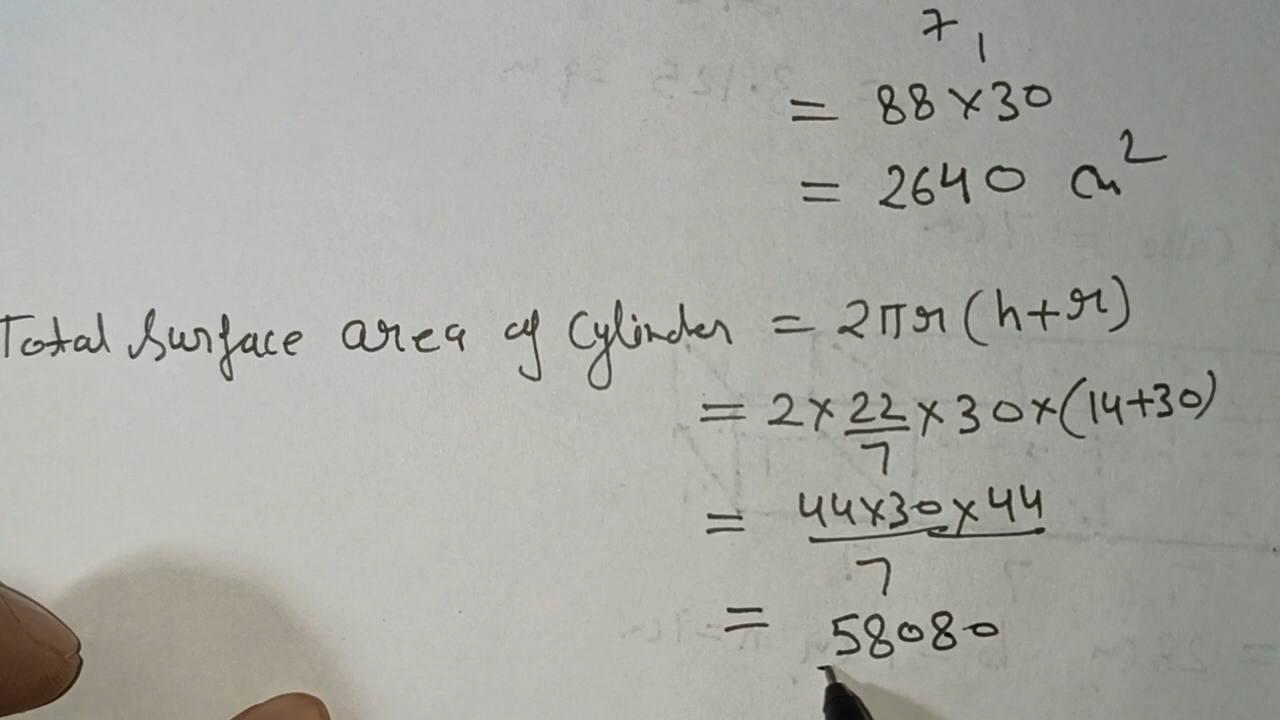 7 1
= 88 × 30
= 2640 cm²
Total Surface area of Cylinder = 2πr(h+r)
= 2 × 22/7 × 30 × (14+30)
= 44×30×44
7
= 58080